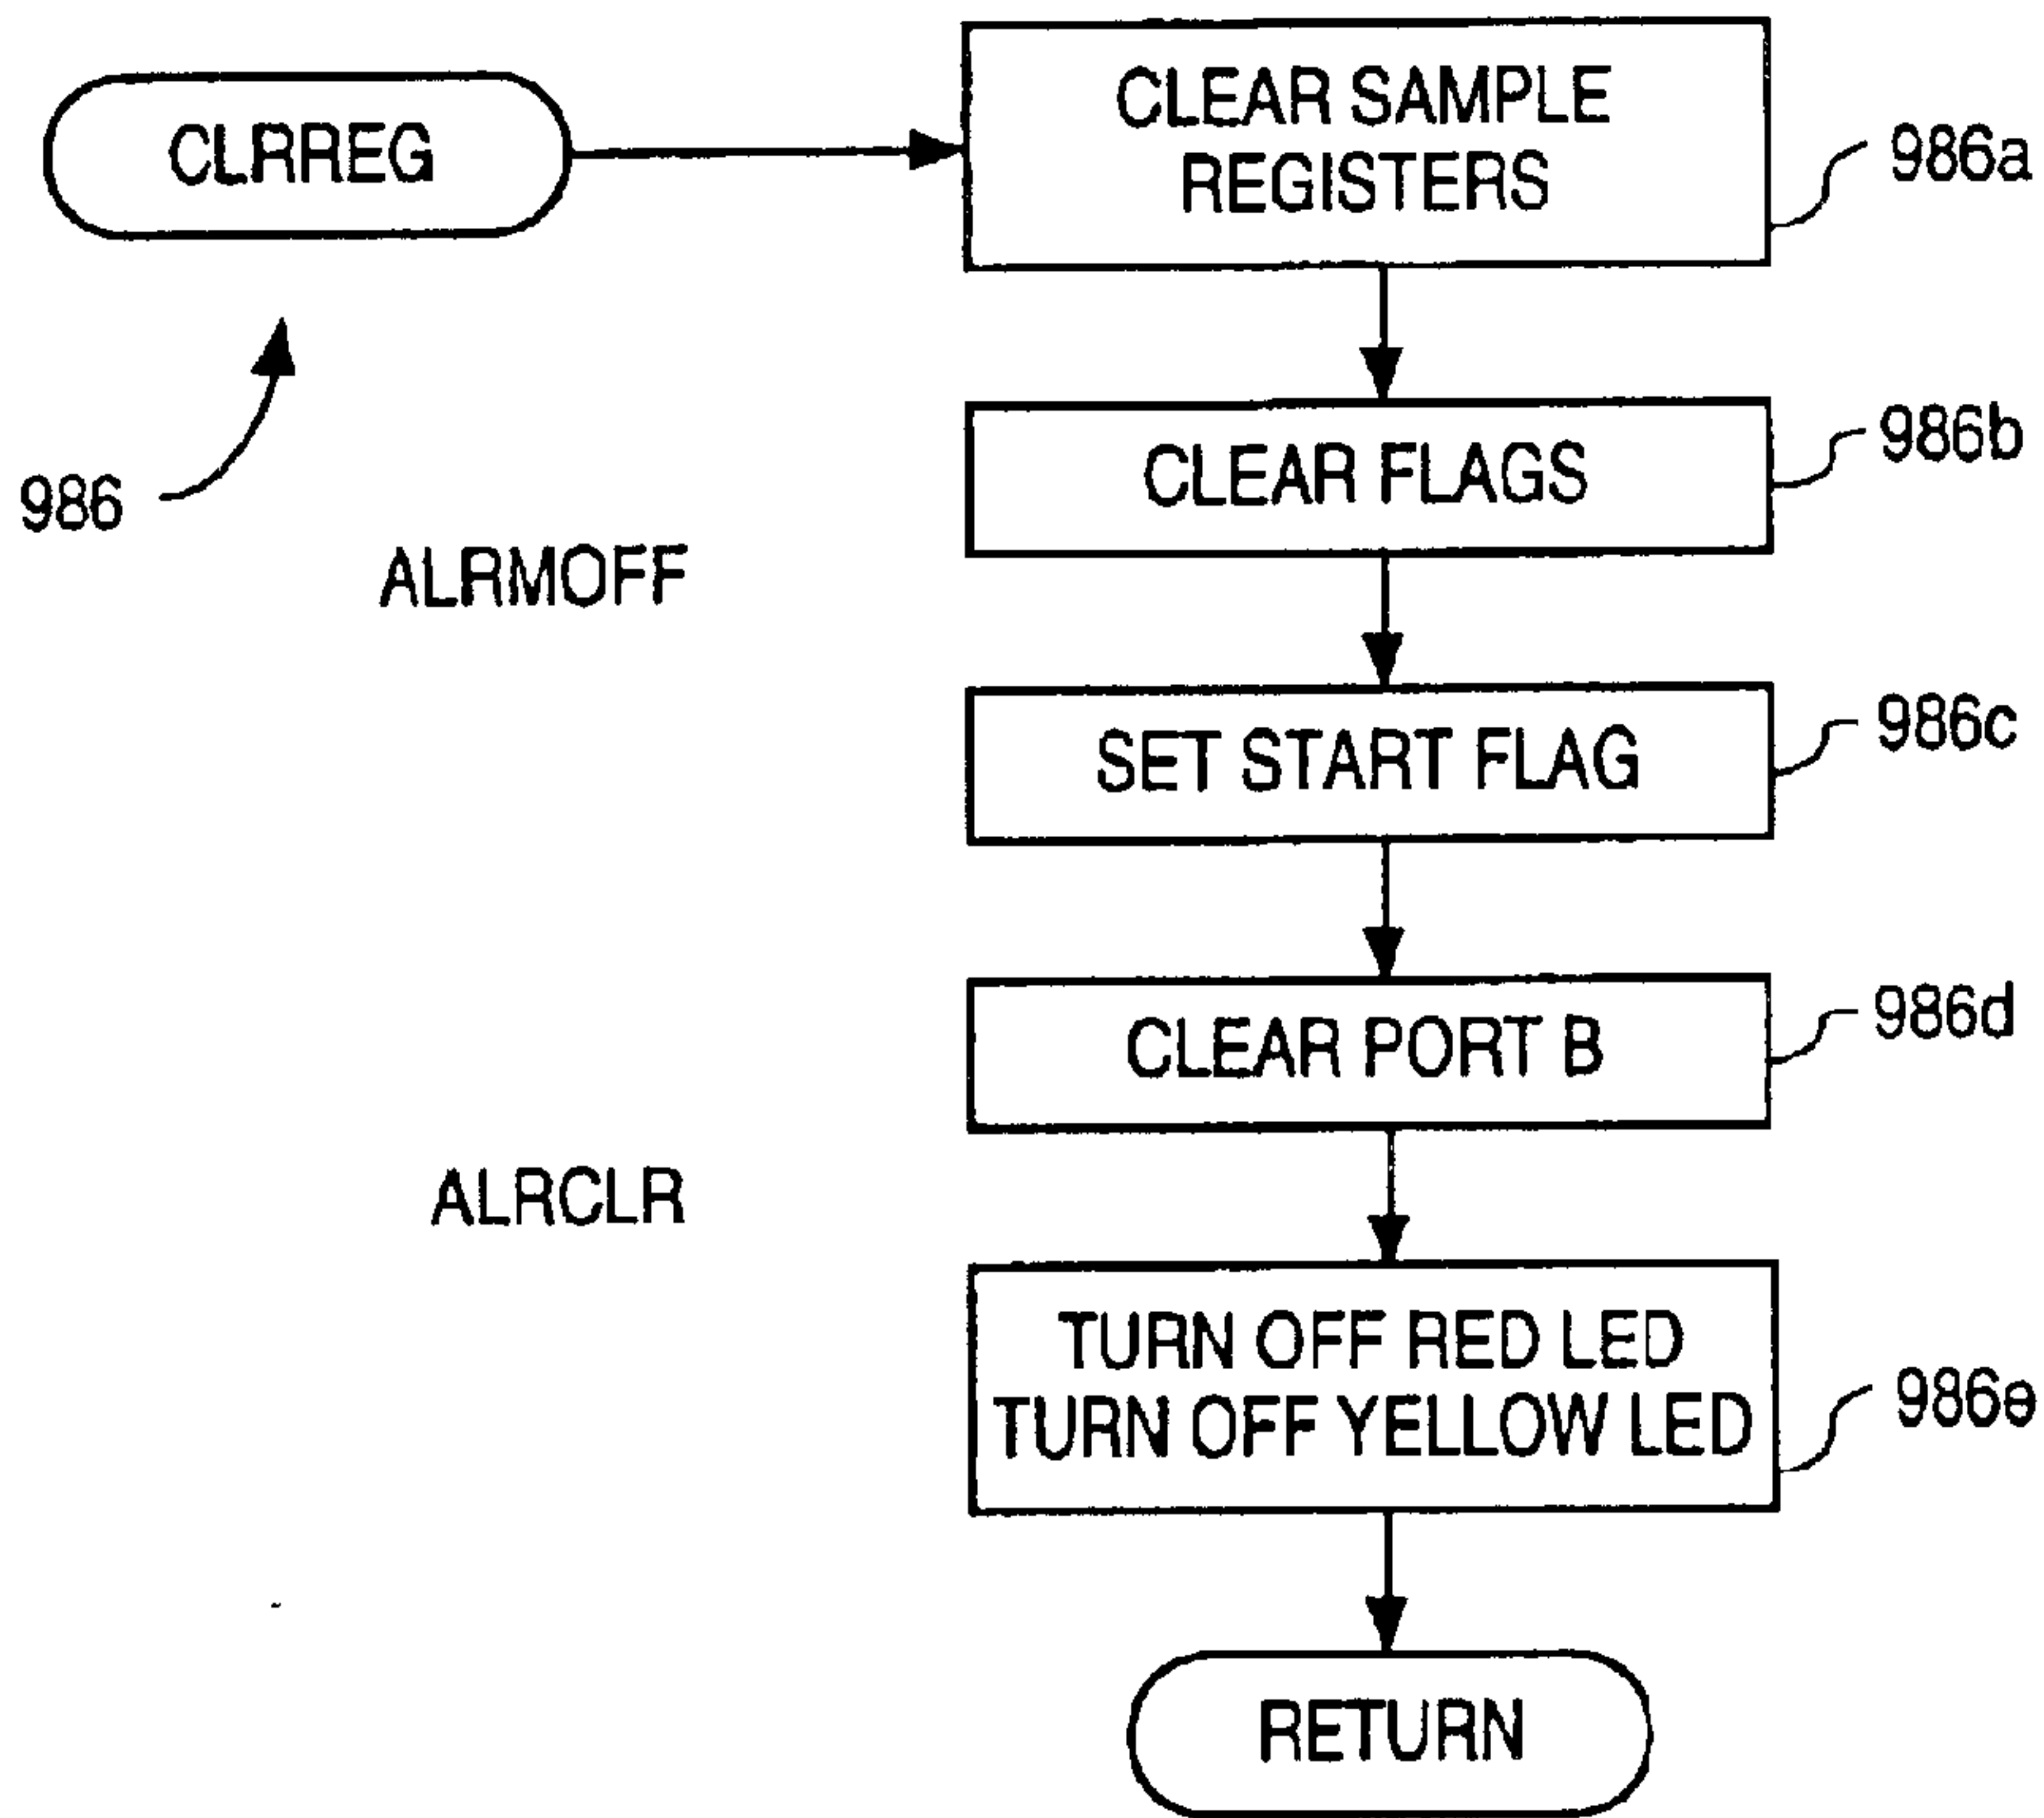 CLRREG
CLEAR SAMPLE
REGISTERS
986a
986
CLEAR FLAGS
986b
ALRMOFF
SET START FLAG
986c
CLEAR PORT B
986d
ALRCLR
TURN OFF RED LED
TURN OFF YELLOW LED
986e
RETURN